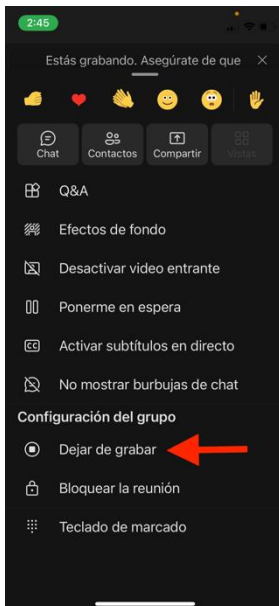 2:45
Estás grabando. Asegúrate de que
Chat
Contactos
Compartir
Vistas
Q&A
Efectos de fondo
Desactivar video entrante
Ponerme en espera
CC
Activar subtítulos en directo
No mostrar burbujas de chat
Configuración del grupo
Dejar de grabar
Bloquear la reunión
Teclado de marcado